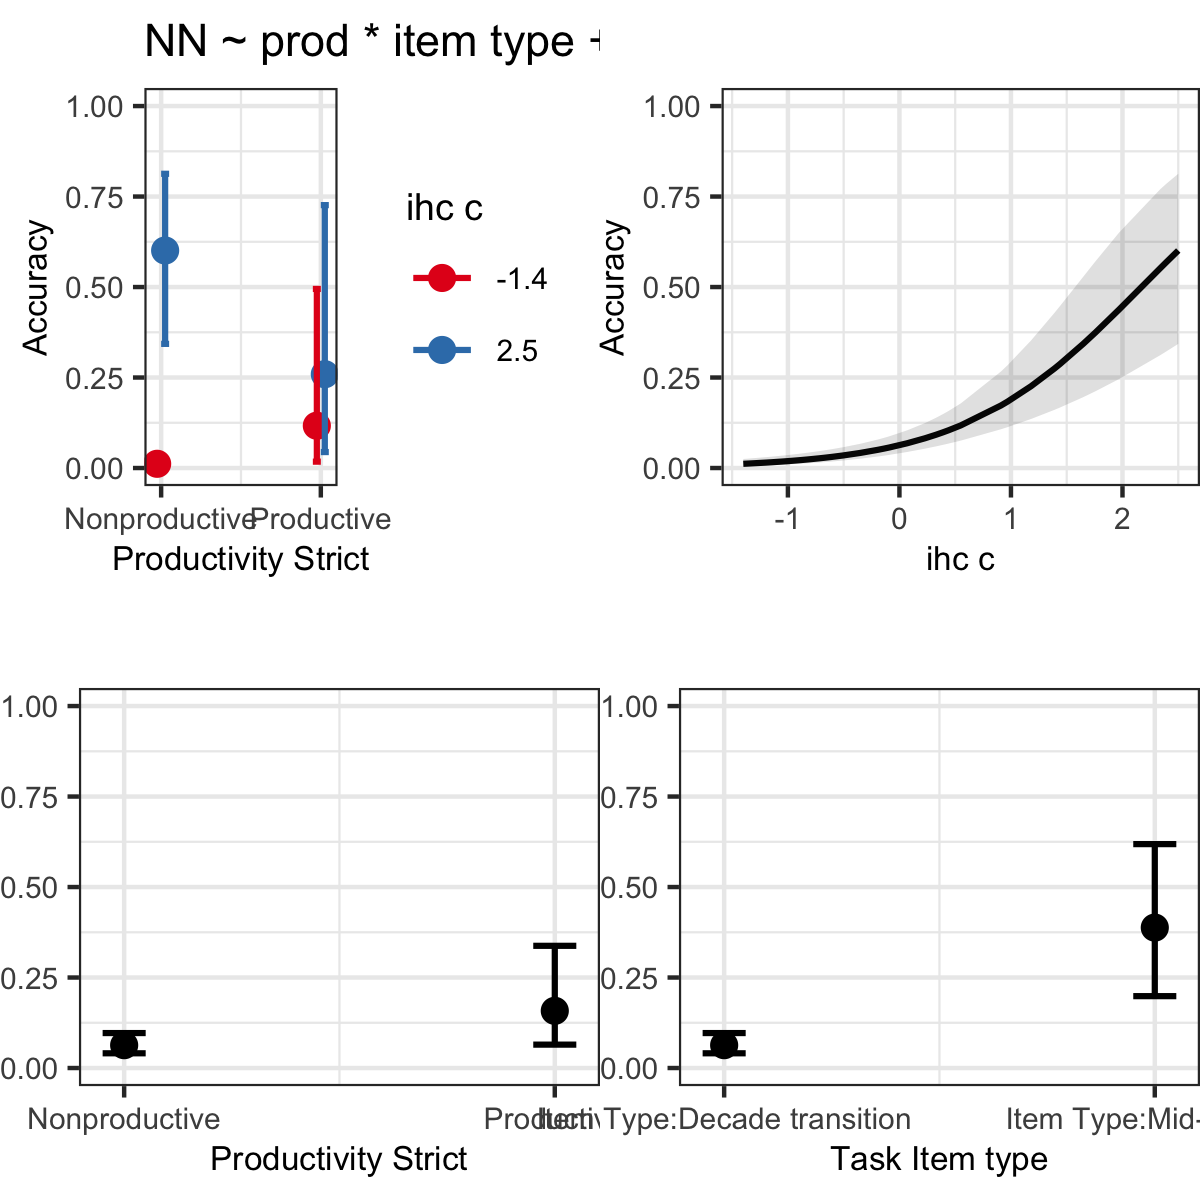 NN ~ prod * item type +
1.00
0.75
0.50
0.25
0.00
Accuracy
Nonproductive
Productive
Productivity Strict
ihc c
-1.4
2.5
1.00
0.75
0.50
0.25
0.00
Accuracy
-1 0 1 2
ihc c
1.00
0.75
0.50
0.25
0.00
Nonproductive
Productiv
Productivity Strict
1.00
0.75
0.50
0.25
0.00
Item Type:Decade transition
Item Type:Mid-
Task Item type